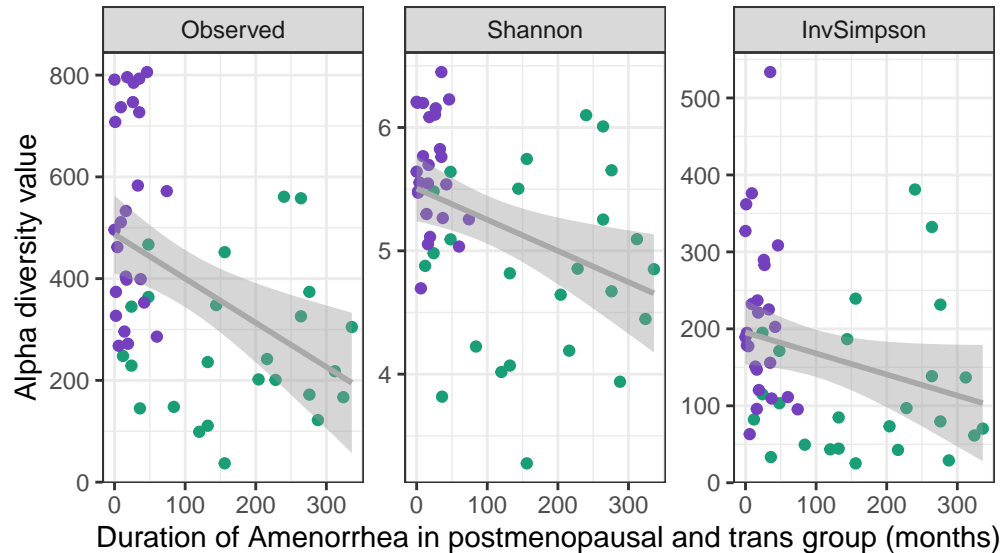 Observed
Shannon
InvSimpson
Alpha diversity value
800
600
400
200
0
6
5
4
500
400
300
200
100
0
0 100 200 300
0 100 200 300
0 100 200 300
Duration of Amenorrhea in postmenopausal and trans group (months)